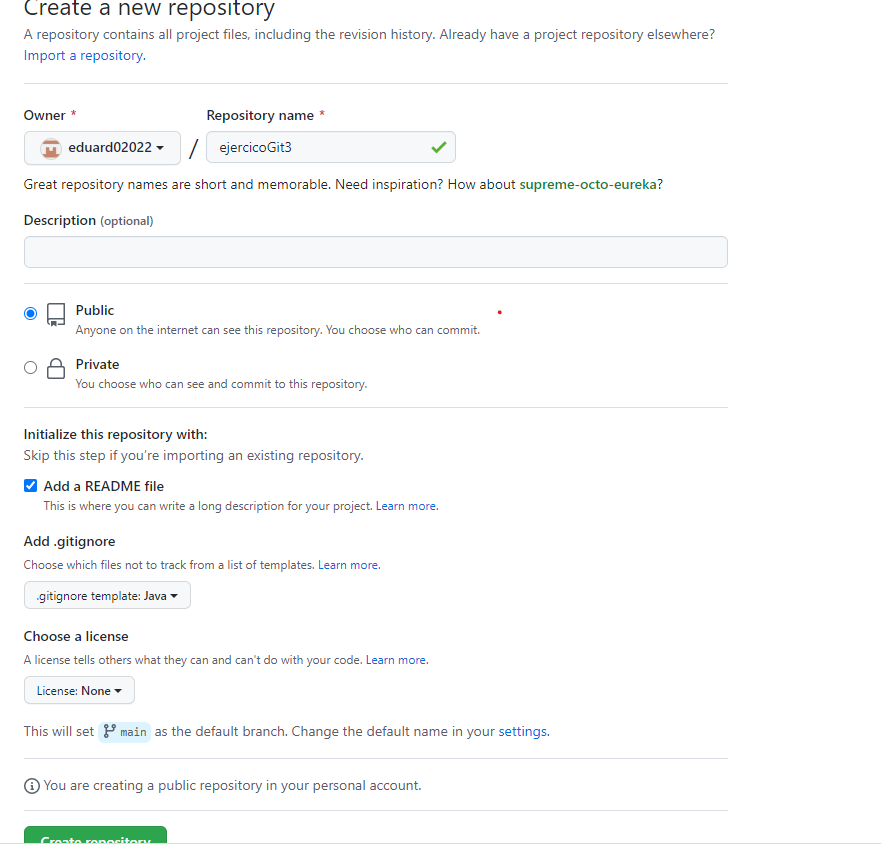 Create a new repository
A repository contains all project files, including the revision history. Already have a project repository elsewhere?
Import a repository.
Owner * Repository name *
eduard02022 / ejercicoGit3
Great repository names are short and memorable. Need inspiration? How about supreme-octo-eureka?
Description (optional)
Public
Anyone on the internet can see this repository. You choose who can commit.
Private
You choose who can see and commit to this repository.
Initialize this repository with:
Skip this step if you're importing an existing repository.
Add a README file
This is where you can write a long description for your project. Learn more.
Add .gitignore
Choose which files not to track from a list of templates. Learn more.
.gitignore template: Java
Choose a license
A license tells others what they can and can't do with your code. Learn more.
License: None
This will set main as the default branch. Change the default name in your settings.
You are creating a public repository in your personal account.
Create repository